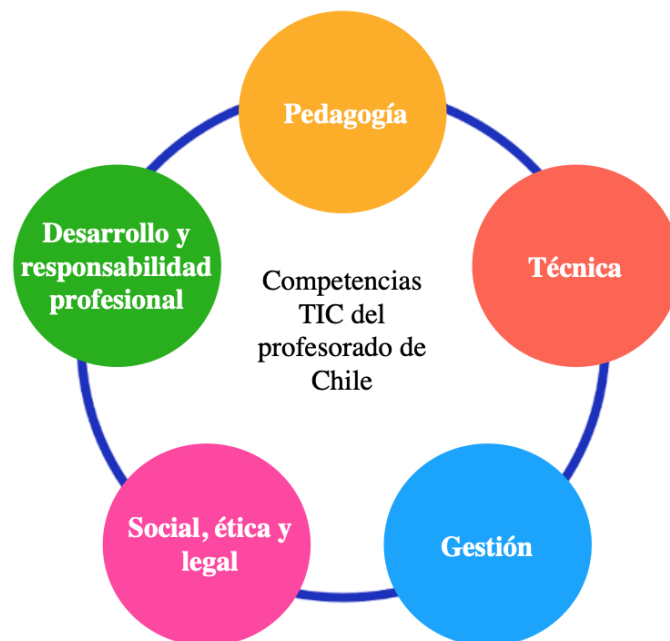 Pedagogía
Desarrollo y
responsabilidad
profesional
Técnica
Competencias
TIC del
profesorado de
Chile
Social, ética y
legal
Gestión